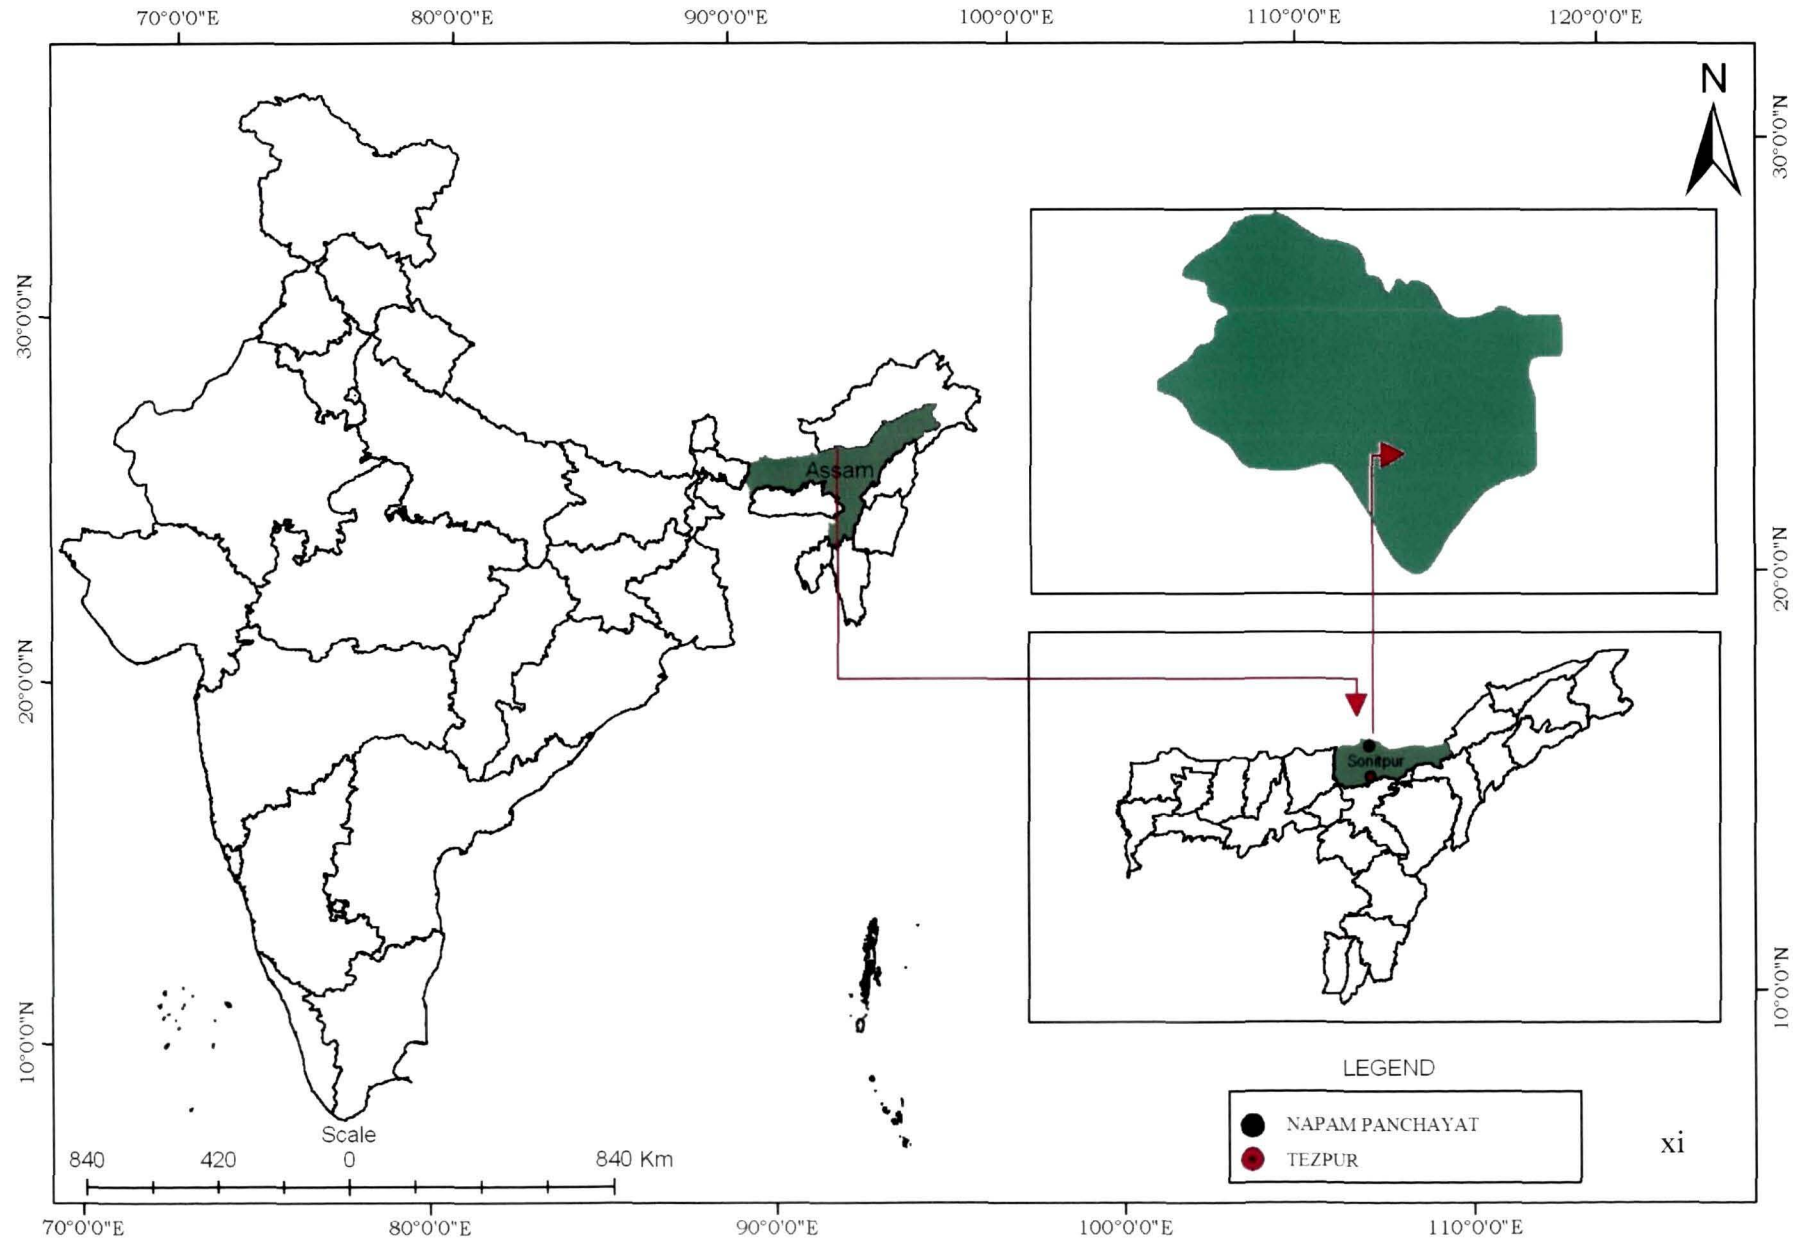 70°0'0"E 80°0'0"E 90°0'0"E 100°0'0"E 110°0'0"E 120°0'0"E
N
30°0'0"N
30°0'0"N
Assam
20°0'0"N
20°0'0"N
Sonitpur
10°0'0"N
10°0'0"N
LEGEND
NAPAM PANCHAYAT
TEZPUR
xi
Scale
840 420 0 840 Km
70°0'0"E 80°0'0"E 90°0'0"E 100°0'0"E 110°0'0"E